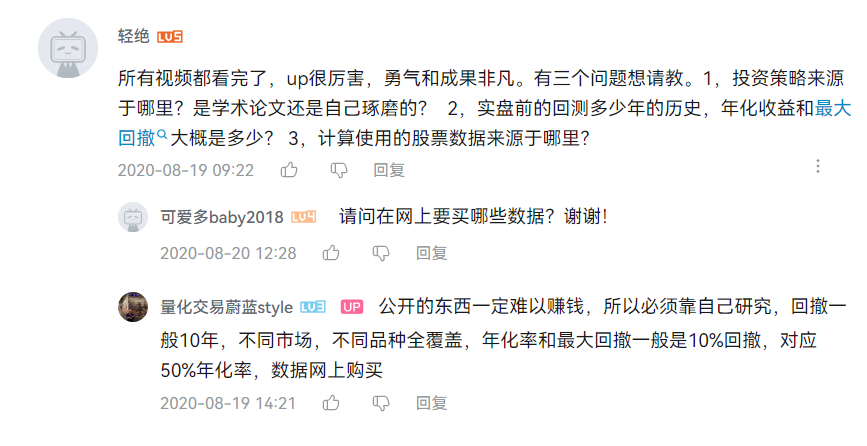 轻绝 LV5
所有视频都看完了，up很厉害，勇气和成果非凡。有三个问题想请教。1，投资策略来源
于哪里？是学术论文还是自己琢磨的？ 2，实盘前的回测多少年的历史，年化收益和最大
回撤大概是多少？ 3，计算使用的股票数据来源于哪里？
2020-08-19 09:22 回复
可爱多baby2018 LV4 请问在网上要买哪些数据？谢谢！
2020-08-20 12:28 回复
量化交易蔚蓝style LV3 UP 公开的东西一定难以赚钱，所以必须靠自己研究，回撤一
般10年，不同市场，不同品种全覆盖，年化率和最大回撤一般是10%回撤，对应
50%年化率，数据网上购买
2020-08-19 14:21 回复